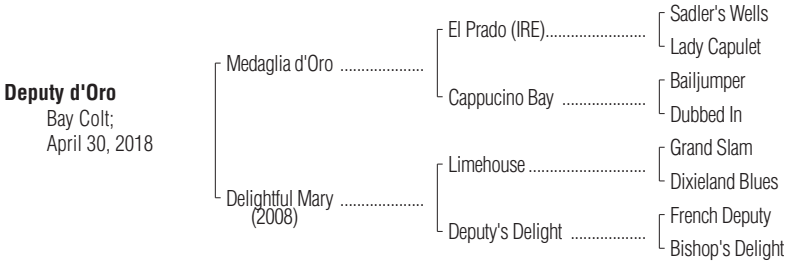 Sadler's Wells
El Prado (IRE)........................
Lady Capulet
Medaglia d'Oro ....................
Bailjumper
Cappucino Bay ....................
Dubbed In
Deputy d'Oro
Bay Colt;
April 30, 2018
Grand Slam
Limehouse............................
Dixieland Blues
Delightful Mary ....................
(2008)
French Deputy
Deputy's Delight ..................
Bishop's Delight